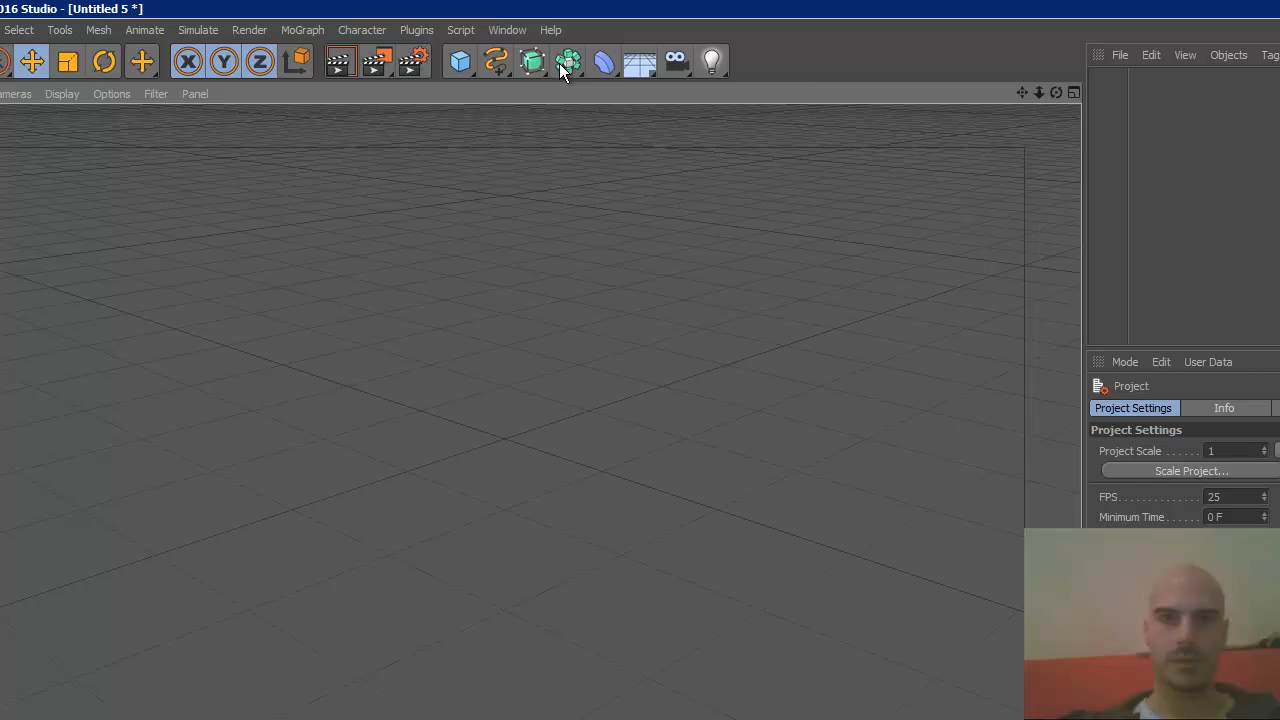 016 Studio - [Untitled 5 *]
Select Tools Mesh Animate Simulate Render MoGraph Character Plugins Script Window Help
X Y Z
Display Options Filter Panel
File Edit View Objects
Mode Edit User Data
Project
Project Settings Info
Project Settings
Project Scale 1
Scale Project...
FPS 25
Minimum Time 0 F